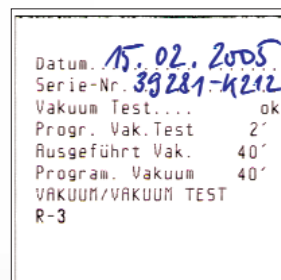 Datum..15. 02. 2005
Serie-Nr. 39281-K212
Vakuum Test.... ok
Progr. Vak.Test 2´
Ausgeführt Vak. 40´
Program. Vakuum 40´
VAKUUM/VAKUUM TEST
R-3